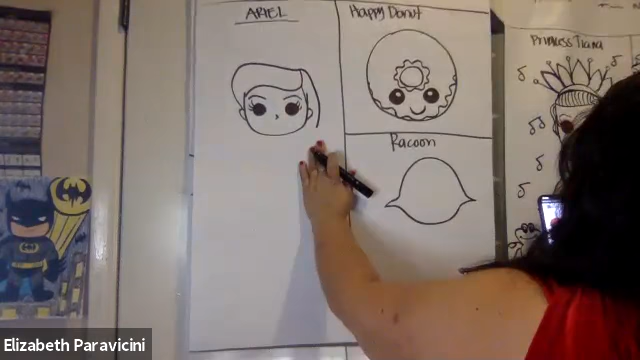 ARIEL
Happy Donut
Princess Tiana
Racoon
Elizabeth Paravicini